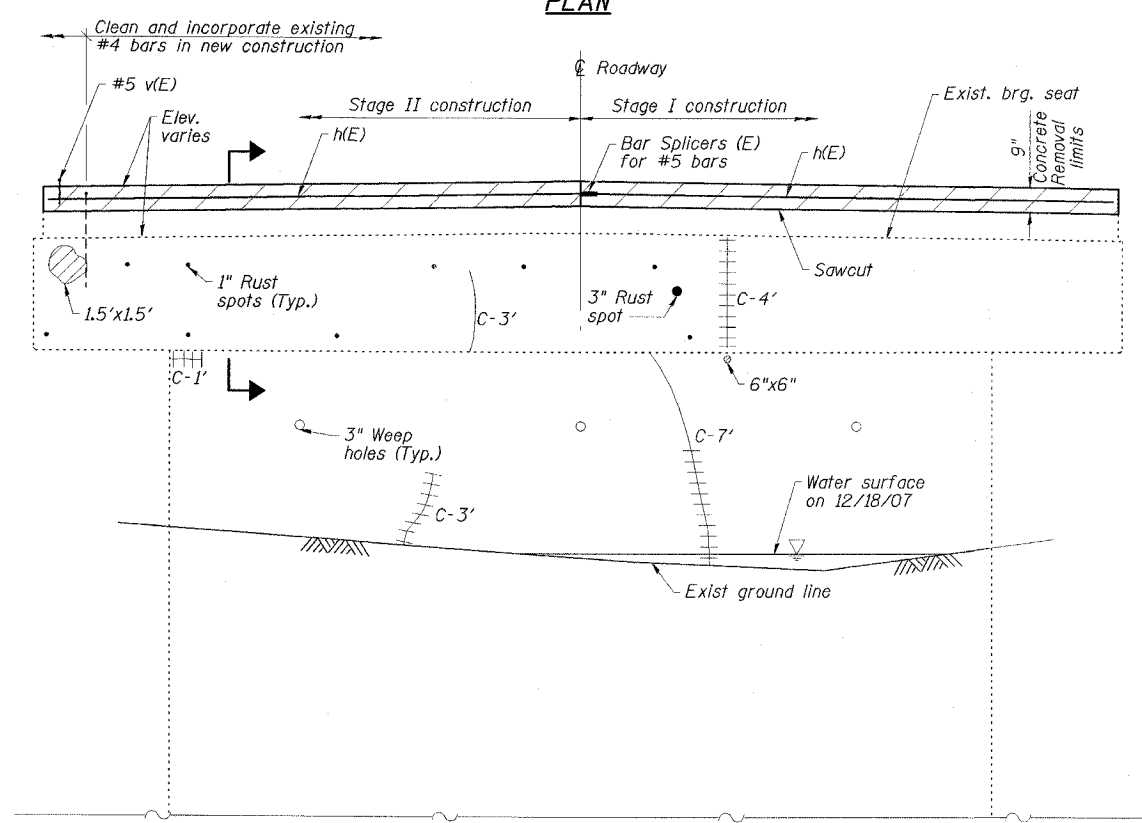 PLAN
Clean and incorporate existing
#4 bars in new construction
#5 v(E)
Elev.
varies
Stage II construction
h(E)
℄ Roadway
Stage I construction
Bar Splicers (E)
for #5 bars
h(E)
Exist. brg. seat
9"
Concrete
Removal
limits
Sawcut
1.5'x1.5'
1" Rust
spots (Typ.)
C-3'
3" Rust
spot
C-4'
C-1'
6"x6"
3" Weep
holes (Typ.)
C-7'
C-3'
Water surface
on 12/18/07
Exist ground line